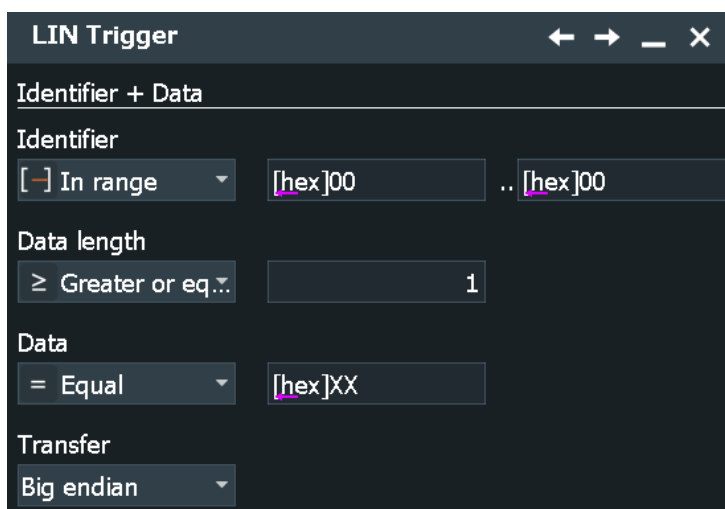 LIN Trigger
Identifier + Data
Identifier
[–] In range [hex]00 .. [hex]00
Data length
≥ Greater or eq... 1
Data
= Equal [hex]XX
Transfer
Big endian